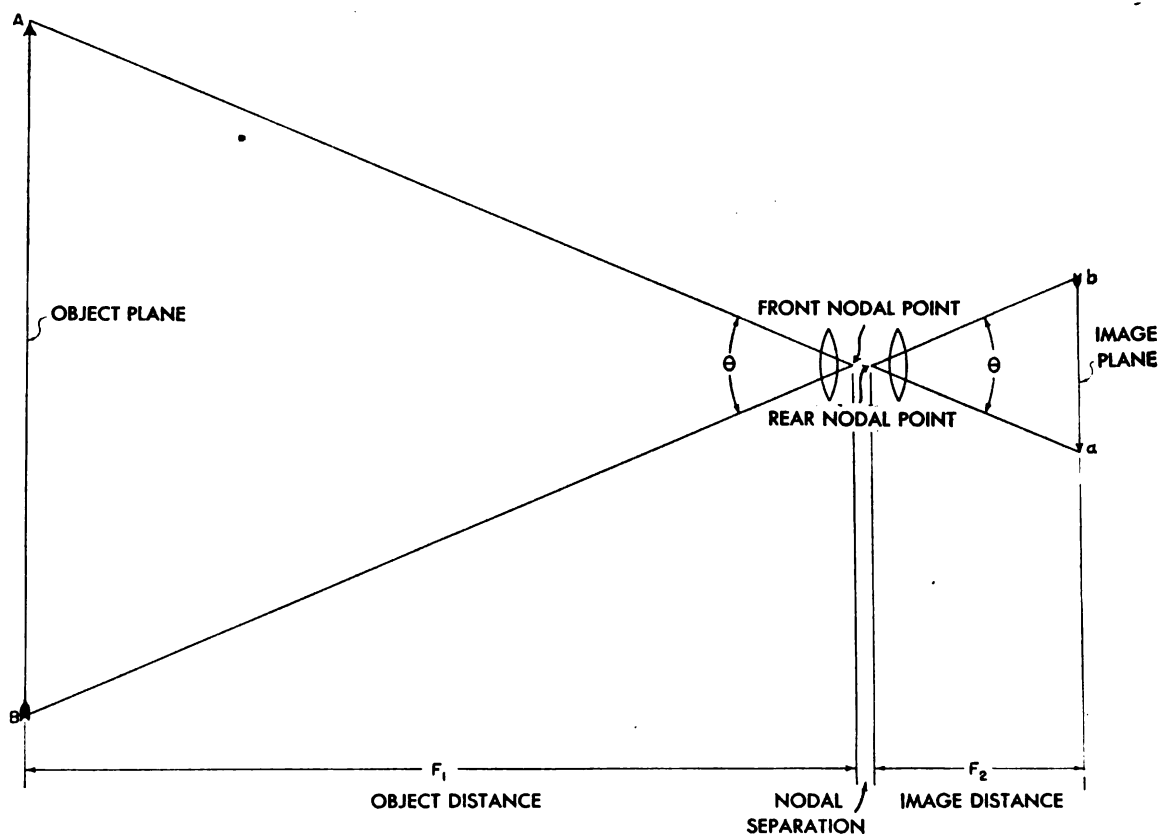 A
OBJECT PLANE
B
θ
FRONT NODAL POINT
REAR NODAL POINT
θ
b
IMAGE
PLANE
a
F₁
OBJECT DISTANCE
NODAL
SEPARATION
F₂
IMAGE DISTANCE